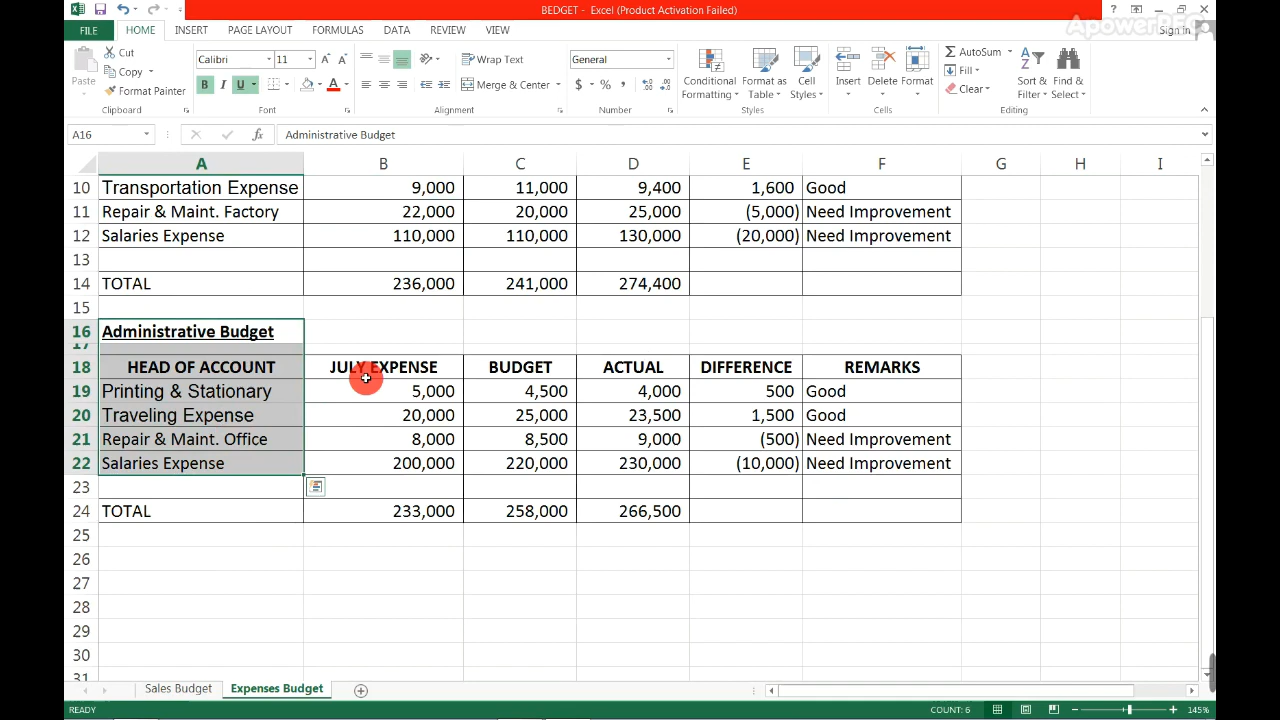 BEDGET - Excel (Product Activation Failed)
FILE HOME INSERT PAGE LAYOUT FORMULAS DATA REVIEW VIEW Sign in
Paste Cut Copy Format Painter
Calibri 11
B I U
Wrap Text
Merge & Center
General
$ % ,
Conditional Formatting Format as Table Cell Styles
Insert Delete Format
AutoSum Fill Clear
Sort & Filter Find & Select
Clipboard Font Alignment Number Styles Cells Editing
A16 fx Administrative Budget
A B C D E F G H I
10 Transportation Expense 9,000 11,000 9,400 1,600 Good
11 Repair & Maint. Factory 22,000 20,000 25,000 (5,000) Need Improvement
12 Salaries Expense 110,000 110,000 130,000 (20,000) Need Improvement
13
14 TOTAL 236,000 241,000 274,400
15
16 Administrative Budget
17
18 HEAD OF ACCOUNT JULY EXPENSE BUDGET ACTUAL DIFFERENCE REMARKS
19 Printing & Stationary 5,000 4,500 4,000 500 Good
20 Traveling Expense 20,000 25,000 23,500 1,500 Good
21 Repair & Maint. Office 8,000 8,500 9,000 (500) Need Improvement
22 Salaries Expense 200,000 220,000 230,000 (10,000) Need Improvement
23
24 TOTAL 233,000 258,000 266,500
25
26
27
28
29
30
31
Sales Budget Expenses Budget
READY COUNT: 6 145%